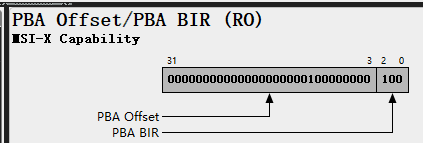 PBA Offset/PBA BIR (RO)
MSI-X Capability
31 3 2 0
00000000000000000000100000000 100
PBA Offset
PBA BIR